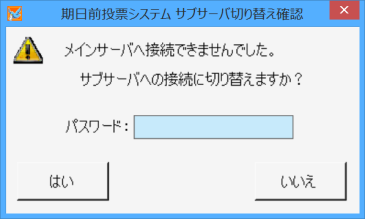 期日前投票システム サブサーバ切り替え確認
メインサーバへ接続できませんでした。
サブサーバへの接続に切り替えますか？
パスワード：
はい
いいえ